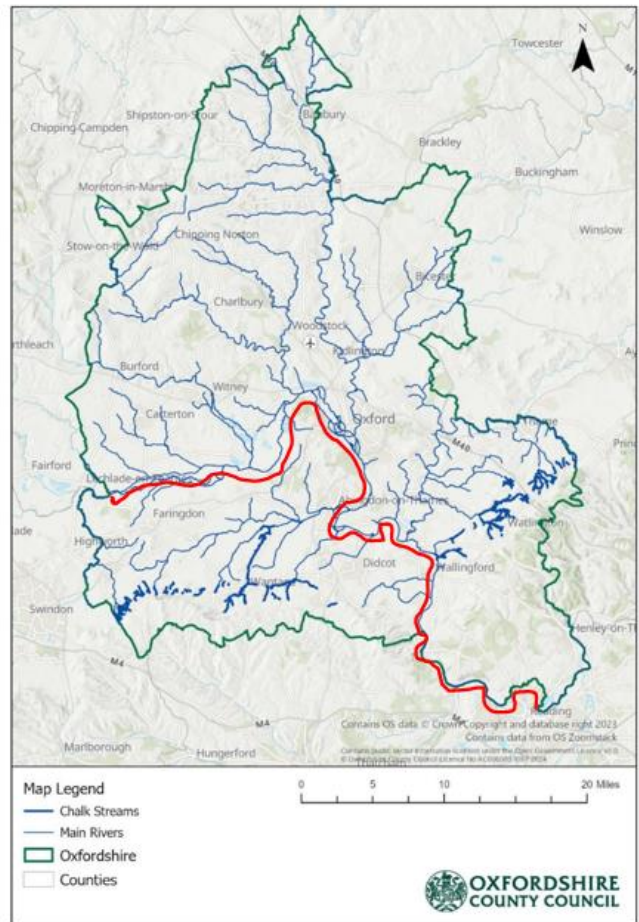 Towcester
N
M1
Chipping-Campden
Shipston-on-Stour
Banbury
Brackley
Buckingham
Moreton-in-Marsh
Winslow
Stow-on-the-Wold
Chipping Norton
Bicester
Charlbury
Woodstock
Kidlington
Burford
Witney
Carterton
Oxford
Thame
M40
Fairford
Lechlade-on-Thames
Abingdon-on-Thames
Faringdon
Watlington
Highworth
Didcot
Wallingford
Wantage
Swindon
M4
Reading
Contains OS data © Crown Copyright and database right 2023
Contains data from OS Zoomstack
M4
Marlborough
Hungerford
Map Legend
Chalk Streams
Main Rivers
Oxfordshire
Counties
0 5 10 20 Miles
OXFORDSHIRE
COUNTY COUNCIL